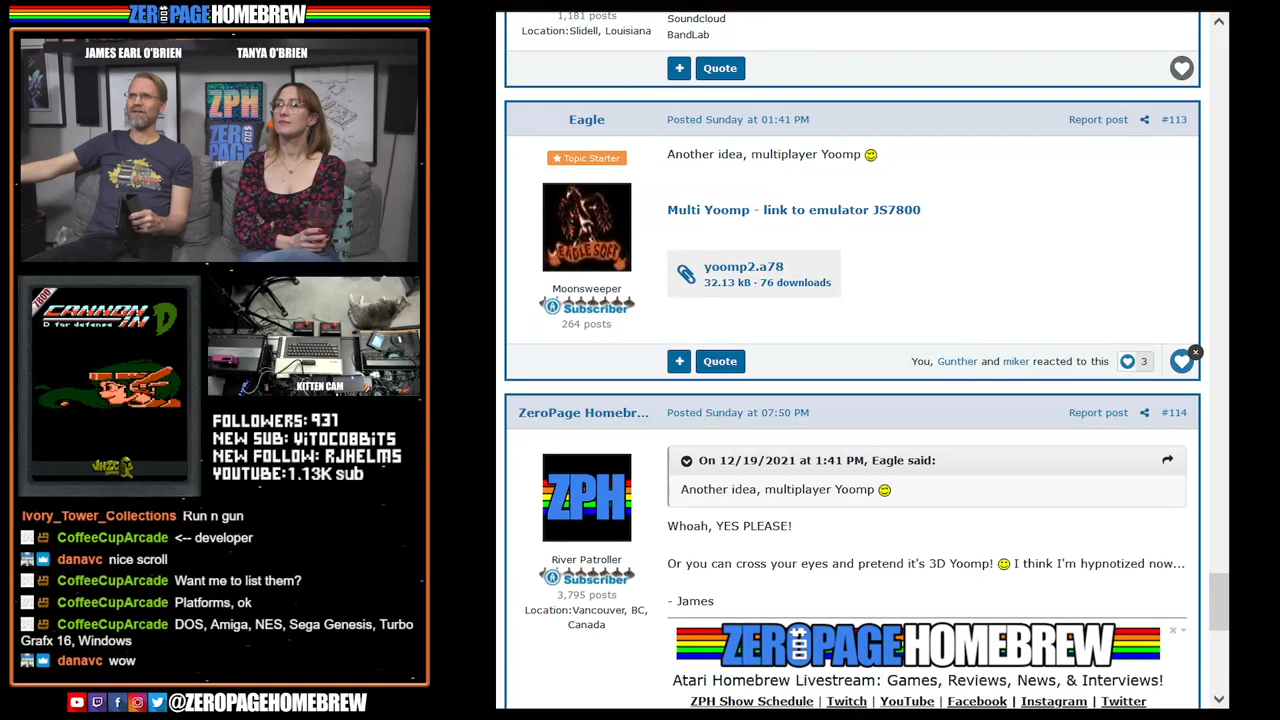 ZEROPAGE HOMEBREW
JAMES EARL O'BRIEN
TANYA O'BRIEN
ZPH
ZERO
PAGE
7800
CANNON
IN D
D for defense
KITTEN CAM
FOLLOWERS: 931
NEW SUB: VITOCOBBITS
NEW FOLLOW: RJHELMS
YOUTUBE: 1.13K sub
Ivory_Tower_Collections Run n gun
CoffeeCupArcade <-- developer
danavc nice scroll
CoffeeCupArcade Want me to list them?
CoffeeCupArcade Platforms, ok
CoffeeCupArcade DOS, Amiga, NES, Sega Genesis, Turbo
Grafx 16, Windows
danavc wow
@ZEROPAGEHOMEBREW
1,181 posts
Location:Slidell, Louisiana
Soundcloud
BandLab
+ Quote
Eagle
Posted Sunday at 01:41 PM
Report post
#113
Topic Starter
Another idea, multiplayer Yoomp
EAGLE SOFT
Multi Yoomp - link to emulator JS7800
yoomp2.a78
32.13 kB · 76 downloads
Moonsweeper
Subscriber
264 posts
+ Quote
You, Gunther and miker reacted to this
3
ZeroPage Homebr...
Posted Sunday at 07:50 PM
Report post
#114
ZPH
On 12/19/2021 at 1:41 PM, Eagle said:
Another idea, multiplayer Yoomp
Whoah, YES PLEASE!
River Patroller
Subscriber
3,795 posts
Location:Vancouver, BC,
Canada
Or you can cross your eyes and pretend it's 3D Yoomp! I think I'm hypnotized now...
- James
ZEROPAGEHOMEBREW
Atari Homebrew Livestream: Games, Reviews, News, & Interviews!
ZPH Show Schedule | Twitch | YouTube | Facebook | Instagram | Twitter